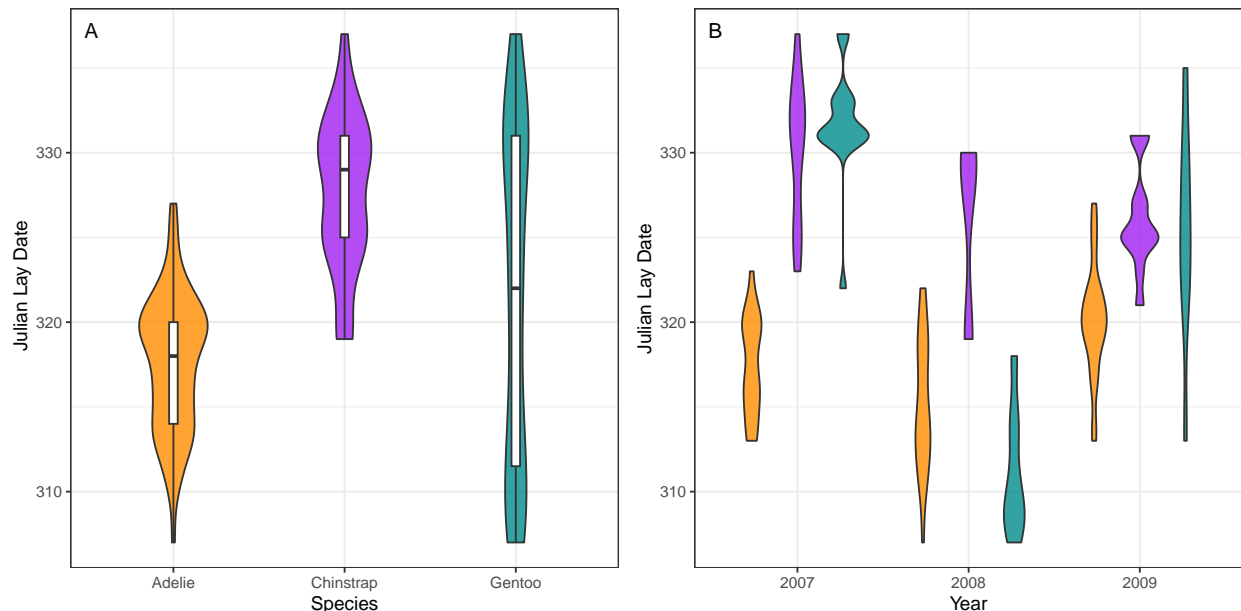 A
Julian Lay Date
330
320
310
Adelie
Chinstrap
Gentoo
Species
B
Julian Lay Date
330
320
310
2007
2008
2009
Year